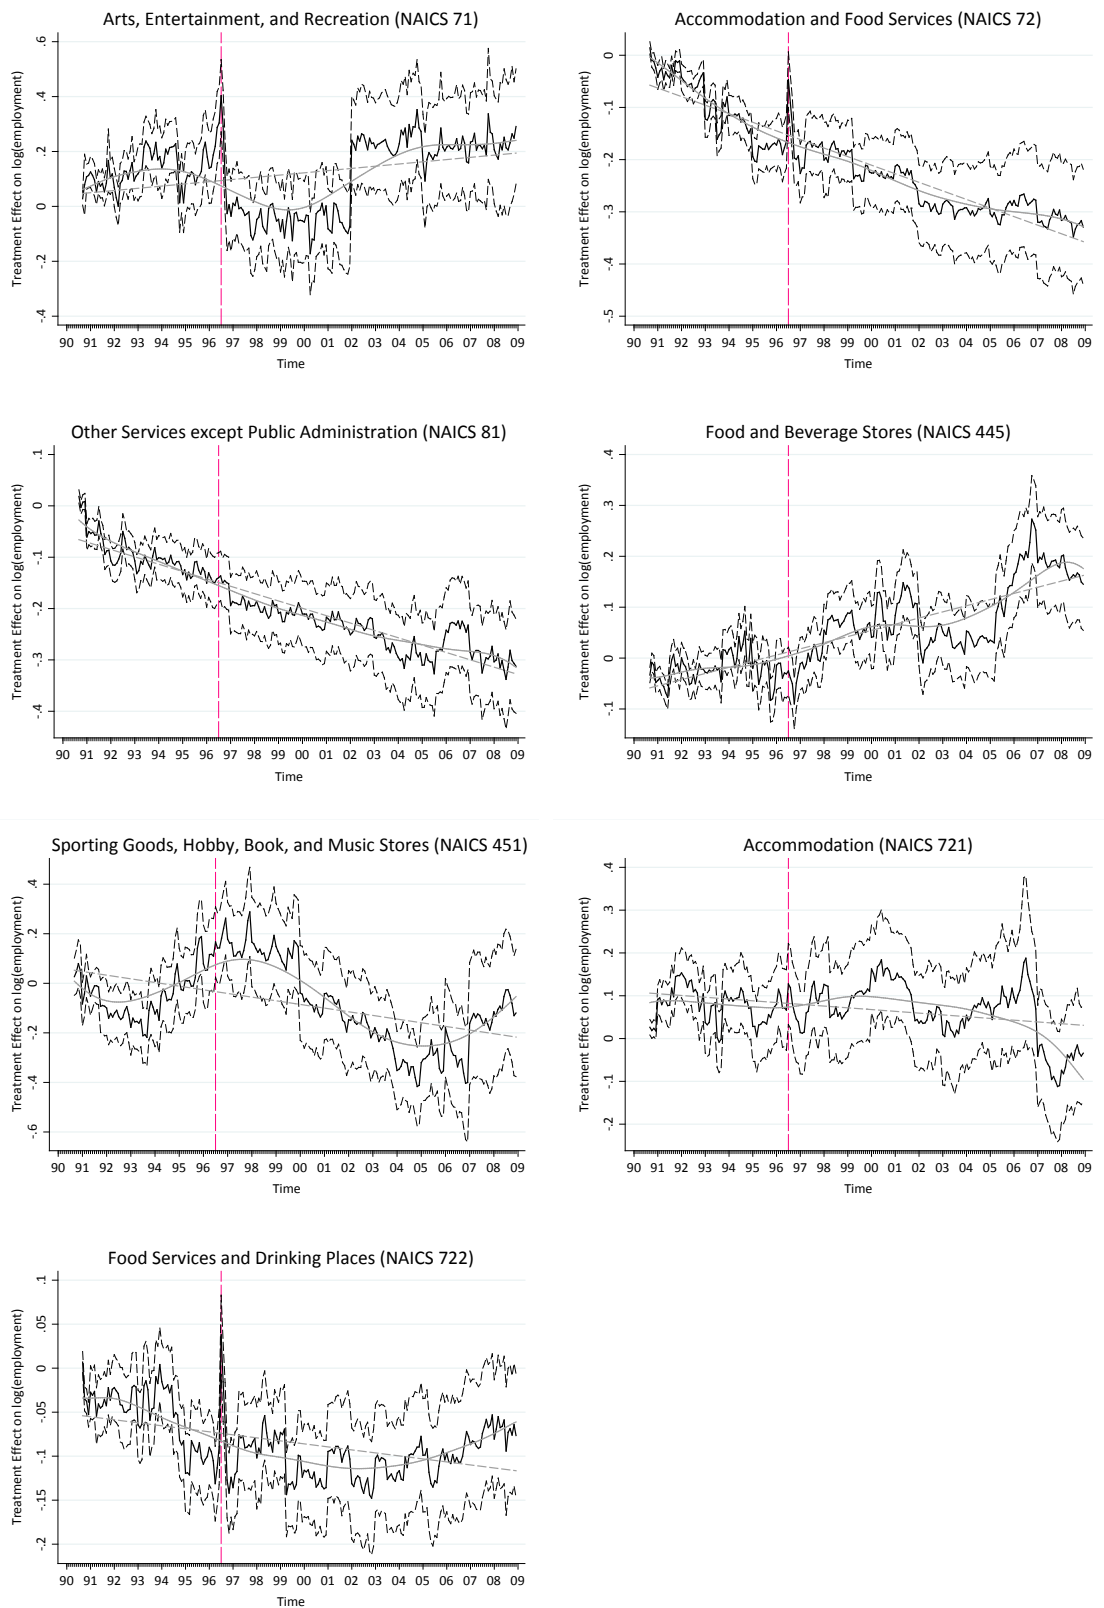 Arts, Entertainment, and Recreation (NAICS 71)
Treatment Effect on log(employment)
.6
.4
.2
0
-.2
-.4
90 91 92 93 94 95 96 97 98 99 00 01 02 03 04 05 06 07 08 09
Time
Accommodation and Food Services (NAICS 72)
Treatment Effect on log(employment)
0
-.1
-.2
-.3
-.4
-.5
90 91 92 93 94 95 96 97 98 99 00 01 02 03 04 05 06 07 08 09
Time
Other Services except Public Administration (NAICS 81)
Treatment Effect on log(employment)
.1
0
-.1
-.2
-.3
-.4
90 91 92 93 94 95 96 97 98 99 00 01 02 03 04 05 06 07 08 09
Time
Food and Beverage Stores (NAICS 445)
Treatment Effect on log(employment)
.4
.3
.2
.1
0
-.1
90 91 92 93 94 95 96 97 98 99 00 01 02 03 04 05 06 07 08 09
Time
Sporting Goods, Hobby, Book, and Music Stores (NAICS 451)
Treatment Effect on log(employment)
.4
.2
0
-.2
-.4
-.6
90 91 92 93 94 95 96 97 98 99 00 01 02 03 04 05 06 07 08 09
Time
Accommodation (NAICS 721)
Treatment Effect on log(employment)
.4
.3
.2
.1
0
-.1
-.2
90 91 92 93 94 95 96 97 98 99 00 01 02 03 04 05 06 07 08 09
Time
Food Services and Drinking Places (NAICS 722)
Treatment Effect on log(employment)
.1
.05
0
-.05
-.1
-.15
-.2
90 91 92 93 94 95 96 97 98 99 00 01 02 03 04 05 06 07 08 09
Time